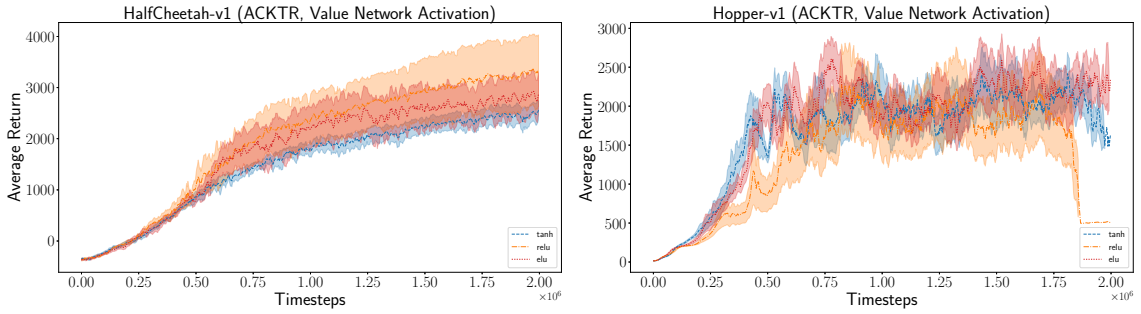 HalfCheetah-v1 (ACKTR, Value Network Activation)
4000
3000
2000
1000
0
Average Return
0.00 0.25 0.50 0.75 1.00 1.25 1.50 1.75 2.00
×10⁶
Timesteps
tanh
relu
elu
Hopper-v1 (ACKTR, Value Network Activation)
3000
2500
2000
1500
1000
500
0
Average Return
0.00 0.25 0.50 0.75 1.00 1.25 1.50 1.75 2.00
×10⁶
Timesteps
tanh
relu
elu